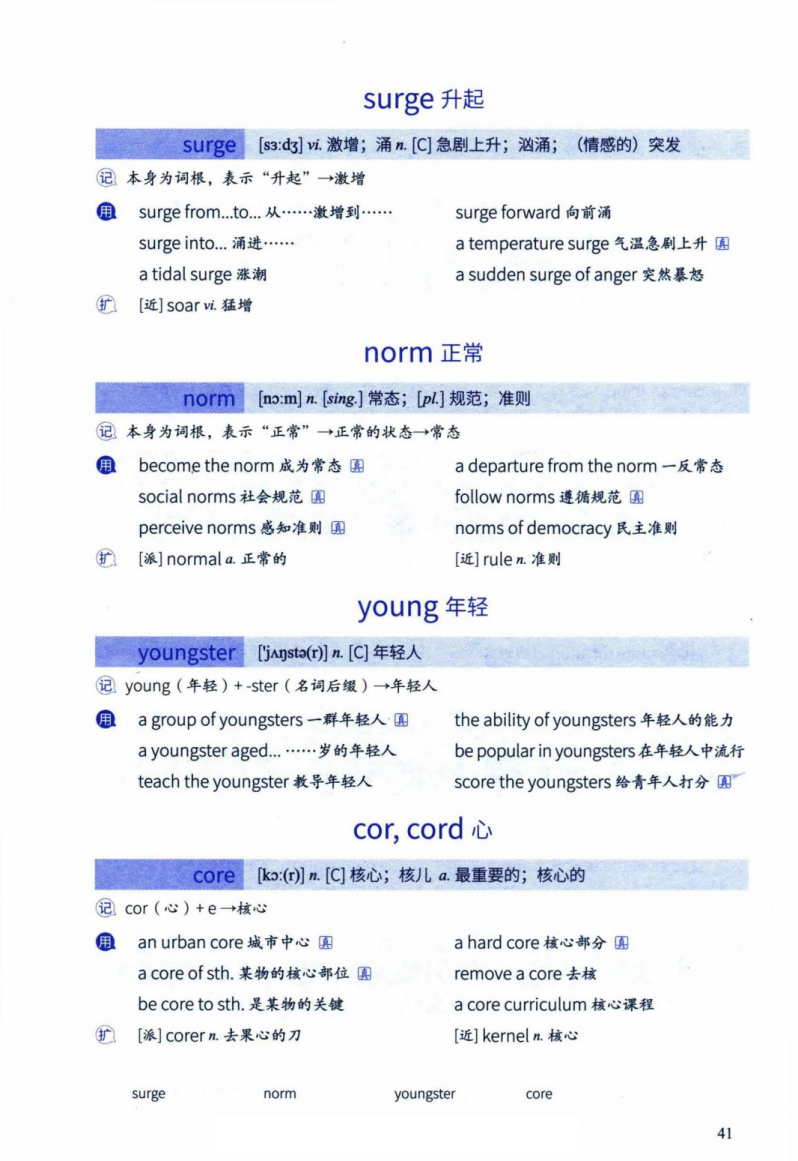 surge 升起
surge [sɜːdʒ] vi. 激增；涌 n. [C] 急剧上升；汹涌；（情感的）突发
记 本身为词根，表示“升起”→激增
用 surge from...to... 从……激增到…… surge forward 向前涌
surge into... 涌进…… a temperature surge 气温急剧上升 真
a tidal surge 涨潮 a sudden surge of anger 突然暴怒
扩 [近] soar vi. 猛增
norm 正常
norm [nɔːm] n. [sing.] 常态；[pl.] 规范；准则
记 本身为词根，表示“正常”→正常的状态→常态
用 become the norm 成为常态 真 a departure from the norm 一反常态
social norms 社会规范 真 follow norms 遵循规范 真
perceive norms 感知准则 真 norms of democracy 民主准则
扩 [派] normal a. 正常的 [近] rule n. 准则
young 年轻
youngster ['jʌŋstə(r)] n. [C] 年轻人
记 young（年轻）+ -ster（名词后缀）→年轻人
用 a group of youngsters 一群年轻人 真 the ability of youngsters 年轻人的能力
a youngster aged... ……岁的年轻人 be popular in youngsters 在年轻人中流行
teach the youngster 教导年轻人 score the youngsters 给青年人打分 真
cor, cord 心
core [kɔː(r)] n. [C] 核心；核儿 a. 最重要的；核心的
记 cor（心）+ e →核心
用 an urban core 城市中心 真 a hard core 核心部分 真
a core of sth. 某物的核心部位 真 remove a core 去核
be core to sth. 是某物的关键 a core curriculum 核心课程
扩 [派] corer n. 去果心的刀 [近] kernel n. 核心
surge norm youngster core
41